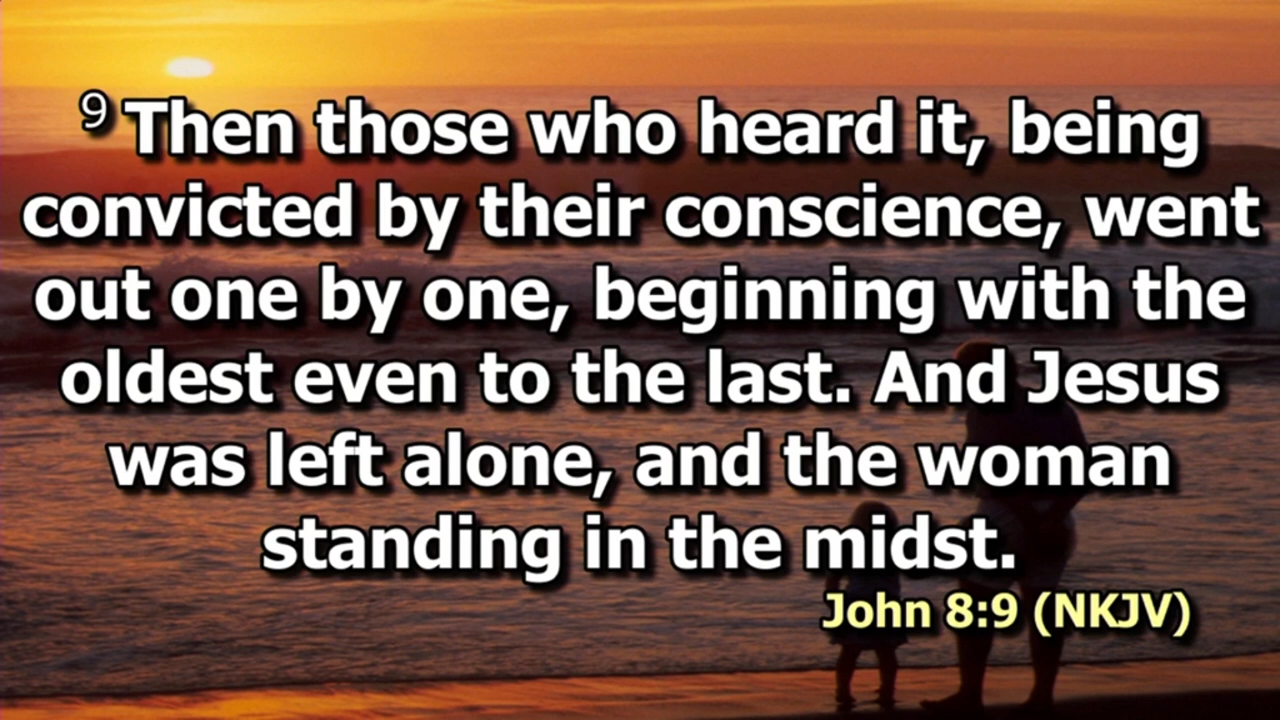 9 Then those who heard it, being
convicted by their conscience, went
out one by one, beginning with the
oldest even to the last. And Jesus
was left alone, and the woman
standing in the midst.
John 8:9 (NKJV)